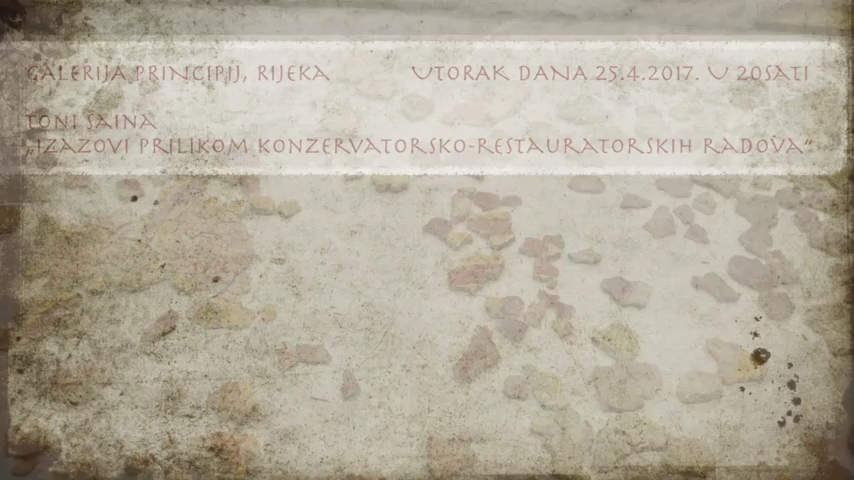 GALERIJA PRINCIPIJ, RIJEKA UTORAK DANA 25.4.2017. U 20SATI
TONI SAINA
„IZAZOVI PRILIKOM KONZERVATORSKO-RESTAURATORSKIH RADOVA“